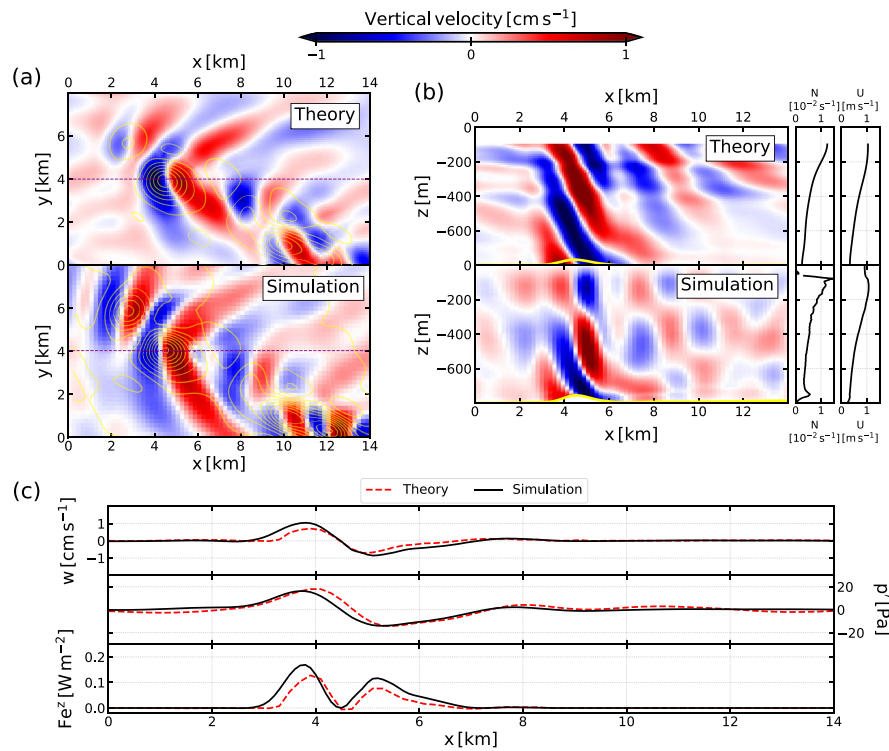 Vertical velocity [cm s⁻¹]
−1 0 1
(a)
x [km]
0 2 4 6 8 10 12 14
Theory
y [km]
6
4
2
0
Simulation
y [km]
6
4
2
0
0 2 4 6 8 10 12 14
x [km]
(b)
x [km]
0 2 4 6 8 10 12
Theory
z [m]
0
−200
−400
−600
Simulation
z [m]
0
−200
−400
−600
0 2 4 6 8 10 12
x [km]
N
[10⁻² s⁻¹]
0 1
U
[m s⁻¹]
0 1
0 1
N
[10⁻² s⁻¹]
0 1
U
[m s⁻¹]
(c)
Theory Simulation
w [cm s⁻¹]
1
0
−1
p′ [Pa]
20
0
−20
Feᶻ [W m⁻²]
0.2
0.1
0.0
0 2 4 6 8 10 12 14
x [km]